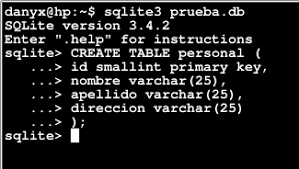 danyx@hp:~$ sqlite3 prueba.db
SQLite version 3.4.2
Enter ".help" for instructions
sqlite> CREATE TABLE personal (
...> id smallint primary key,
...> nombre varchar(25),
...> apellido varchar(25),
...> direccion varchar(25)
...> );
sqlite>